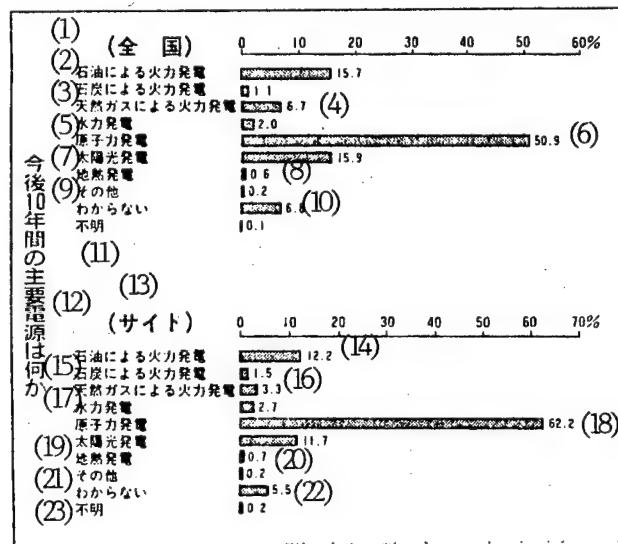 (1)
(全 国)
0 10 20 30 40 50 60%
(2) 石油による火力発電 15.7
(3) 石炭による火力発電 1.1
天然ガスによる火力発電 6.7 (4)
(5) 水力発電 2.0
原子力発電 50.9 (6)
(7) 太陽光発電 15.9
地熱発電 0.6 (8)
(9) その他 0.2
わからない 6.8 (10)
不明 0.1
今後10年間の主要電源は何か
(11)
(13)
(12)
(サイト)
0 10 20 30 40 50 60 70%
石油による火力発電 12.2 (14)
(15) 石炭による火力発電 1.5
天然ガスによる火力発電 3.3 (16)
(17) 水力発電 2.7
原子力発電 62.2 (18)
(19) 太陽光発電 11.7
地熱発電 0.7 (20)
(21) その他 0.2
わからない 5.5 (22)
(23) 不明 0.2